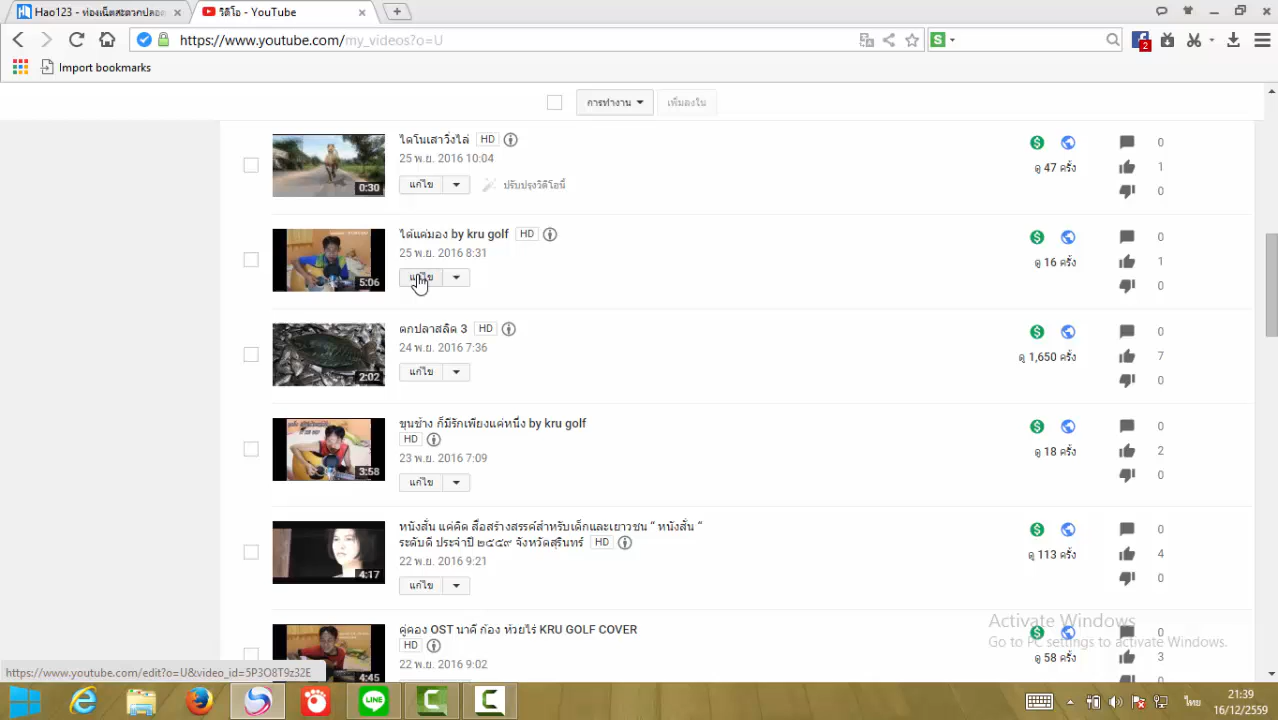 Hao123 - ท่องเน็ตสะดวกปลอด
วิดีโอ - YouTube
https://www.youtube.com/my_videos?o=U
S
2
Import bookmarks
การทำงาน
เพิ่มลงใน
ไดโนเสาวิ่งไล่ HD
25 พ.ย. 2016 10:04
แก้ไข
ปรับปรุงวิดีโอนี้
0:30
ดู 47 ครั้ง
0
1
0
ได้แค่มอง by kru golf HD
25 พ.ย. 2016 8:31
แก้ไข
5:06
ดู 16 ครั้ง
0
1
0
ตกปลาสลิด 3 HD
24 พ.ย. 2016 7:36
แก้ไข
2:02
ดู 1,650 ครั้ง
0
7
0
ขุนช้าง ก็มีรักเพียงแค่หนึ่ง by kru golf
HD
23 พ.ย. 2016 7:09
แก้ไข
3:58
ดู 18 ครั้ง
0
2
0
หนังสั้น แค่คิด สื่อสร้างสรรค์สำหรับเด็กและเยาวชน “ หนังสั้น “
ระดับดี ประจำปี ๒๕๕๙ จังหวัดสุรินทร์ HD
22 พ.ย. 2016 9:21
แก้ไข
4:17
ดู 113 ครั้ง
0
4
0
คู่คอง OST นาคี ก้อง ห้วยไร่ KRU GOLF COVER
HD
22 พ.ย. 2016 9:02
4:45
ดู 58 ครั้ง
0
3
Activate Windows
Go to PC settings to activate Windows.
https://www.youtube.com/edit?o=U&video_id=5P3O8T9z32E
LINE
ไทย
21:39
16/12/2559